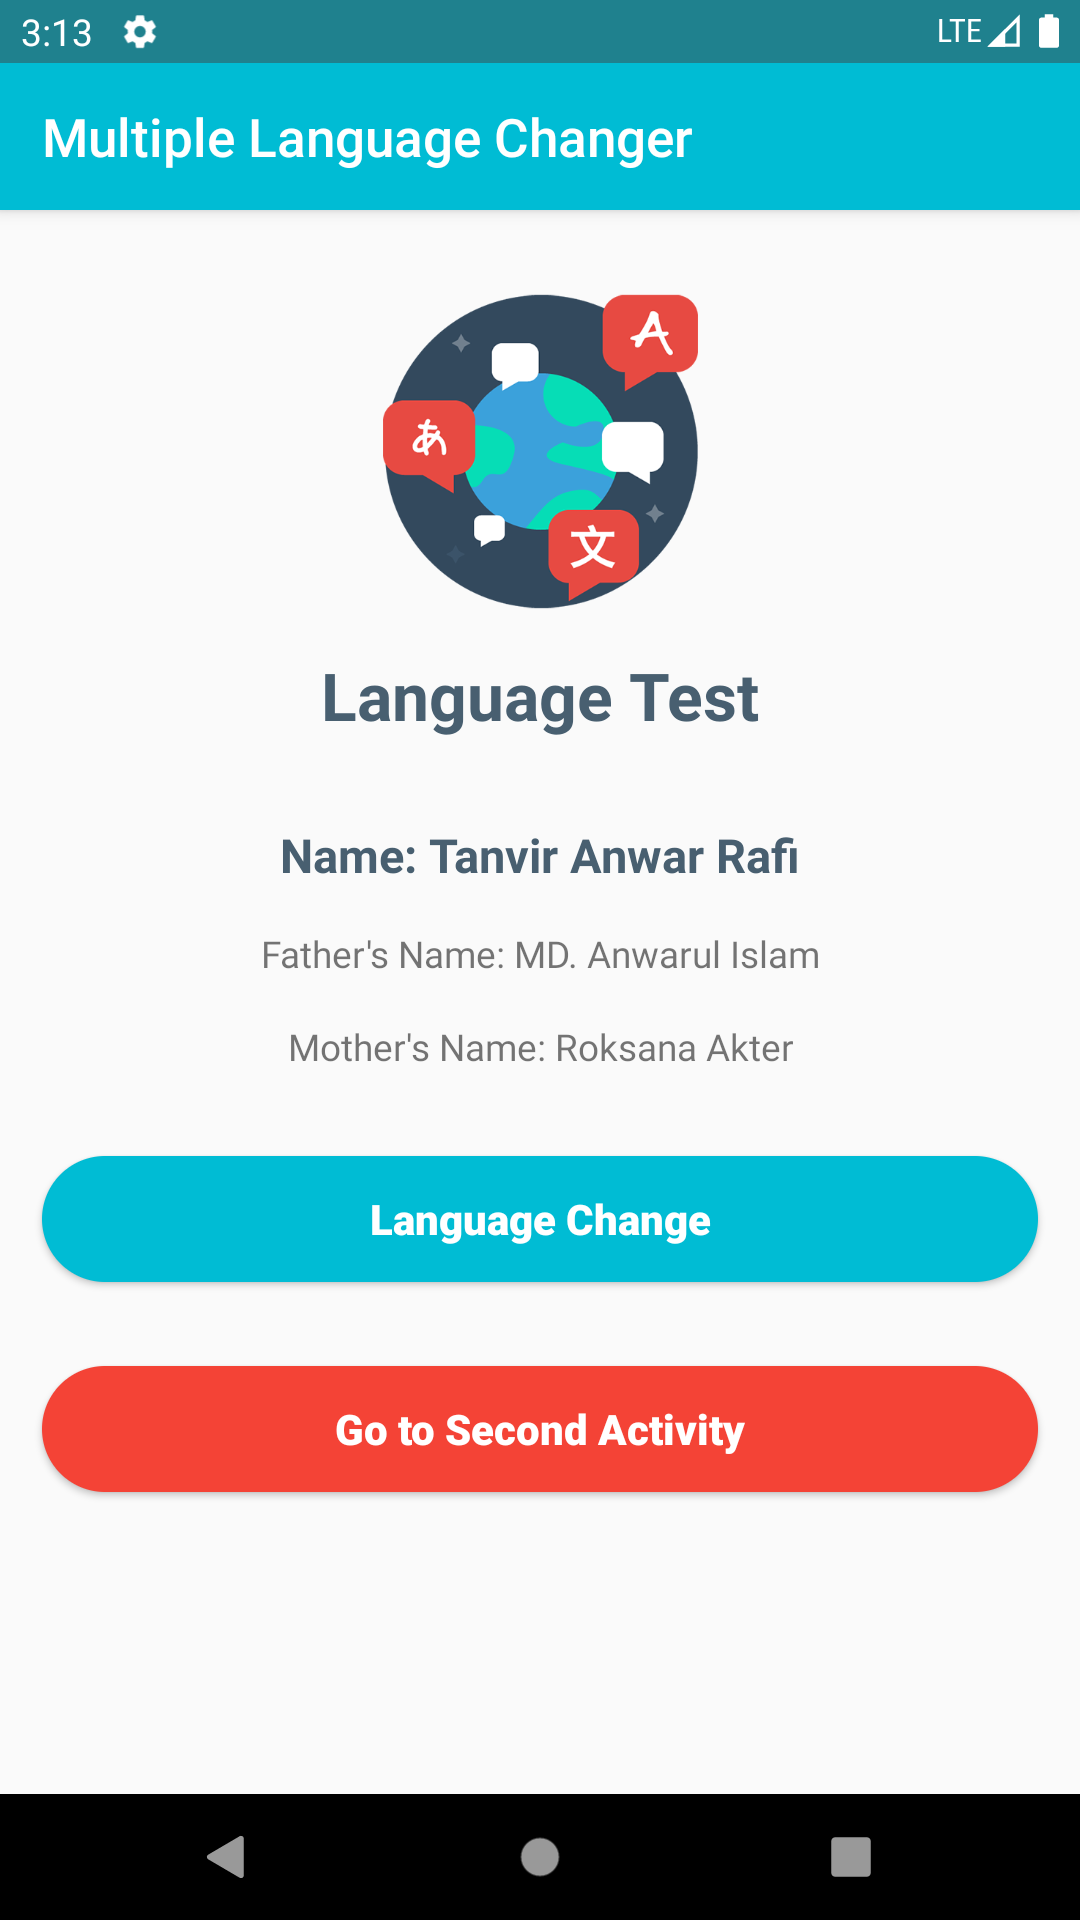 3:13 LTE
Multiple Language Changer
A
あ
文
Language Test
Name: Tanvir Anwar Rafi
Father's Name: MD. Anwarul Islam
Mother's Name: Roksana Akter
Language Change
Go to Second Activity